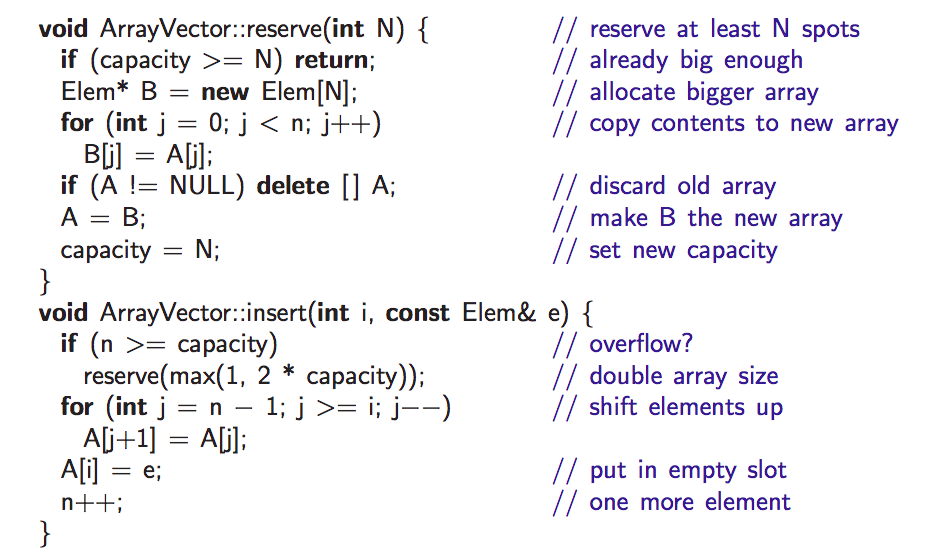 void ArrayVector::reserve(int N) { // reserve at least N spots
if (capacity >= N) return; // already big enough
Elem* B = new Elem[N]; // allocate bigger array
for (int j = 0; j < n; j++) // copy contents to new array
B[j] = A[j];
if (A != NULL) delete [] A; // discard old array
A = B; // make B the new array
capacity = N; // set new capacity
}
void ArrayVector::insert(int i, const Elem& e) {
if (n >= capacity) // overflow?
reserve(max(1, 2 * capacity)); // double array size
for (int j = n − 1; j >= i; j−−) // shift elements up
A[j+1] = A[j];
A[i] = e; // put in empty slot
n++; // one more element
}